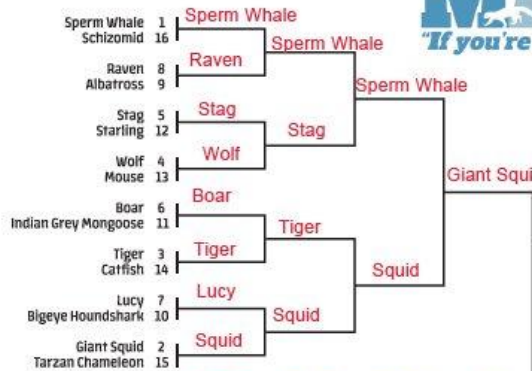 Sperm Whale 1
Schizomid 16
Raven 8
Albatross 9
Stag 5
Starling 12
Wolf 4
Mouse 13
Boar 6
Indian Grey Mongoose 11
Tiger 3
Catfish 14
Lucy 7
Bigeye Houndshark 10
Giant Squid 2
Tarzan Chameleon 15
Sperm Whale
Raven
Stag
Wolf
Boar
Tiger
Lucy
Squid
Sperm Whale
Stag
Tiger
Squid
Sperm Whale
Squid
Giant Squi
"If you're